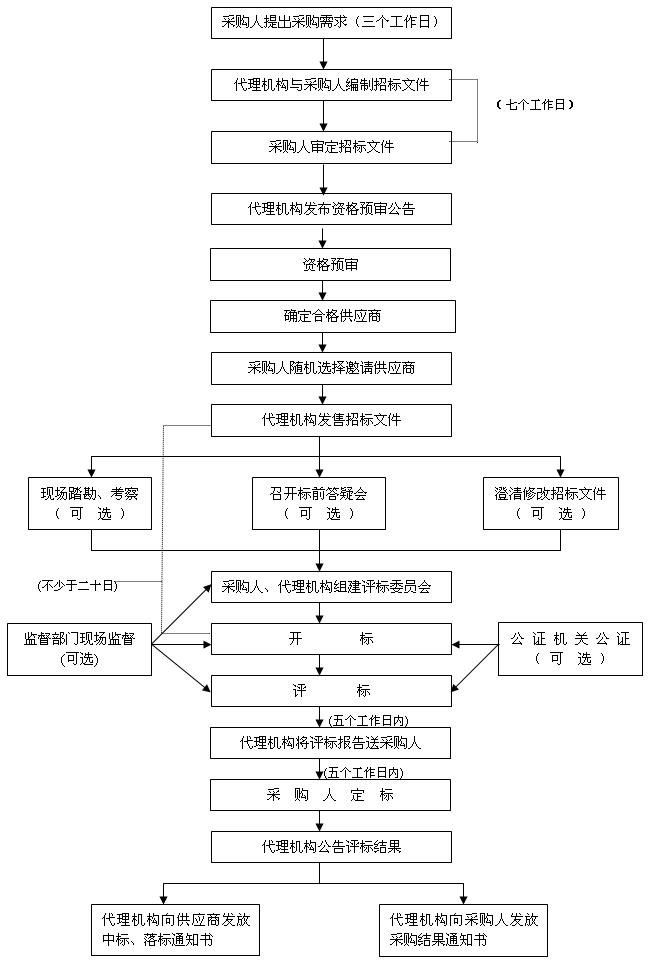 采购人提出采购需求（三个工作日）
代理机构与采购人编制招标文件
（七个工作日）
采购人审定招标文件
代理机构发布资格预审公告
资格预审
确定合格供应商
采购人随机选择邀请供应商
代理机构发售招标文件
现场踏勘、考察
（可选）
召开标前答疑会
（可选）
澄清修改招标文件
（可选）
(不少于二十日)
采购人、代理机构组建评标委员会
监督部门现场监督
(可选)
开标
公证机关公证
（可选）
评标
(五个工作日内)
代理机构将评标报告送采购人
(五个工作日内)
采购人定标
代理机构公告评标结果
代理机构向供应商发放
中标、落标通知书
代理机构向采购人发放
采购结果通知书